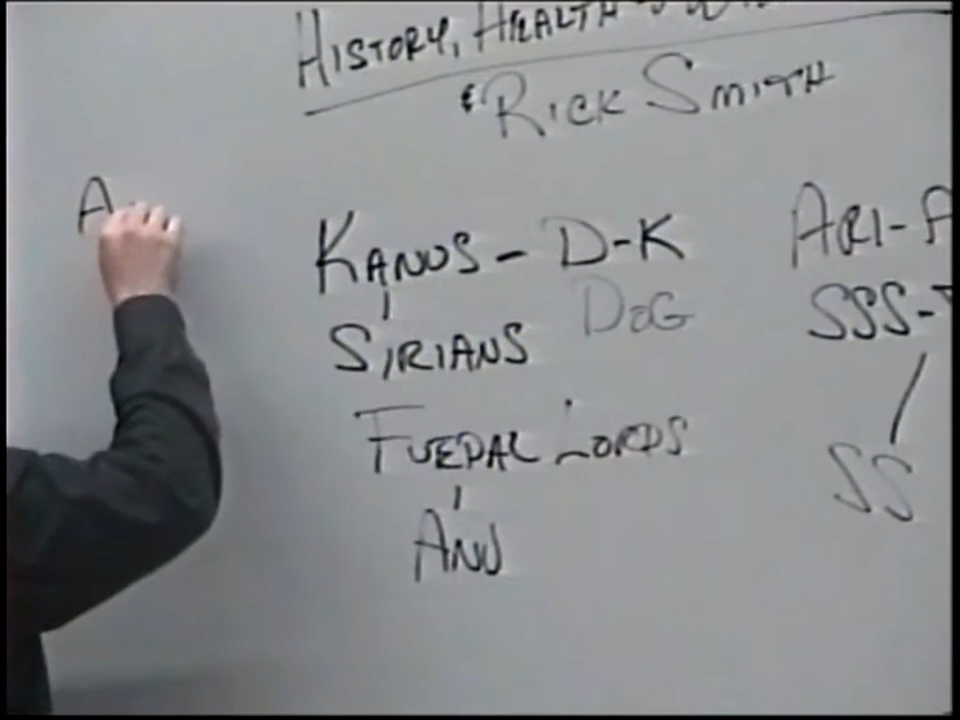 HISTORY, HEALTH
& RICK SMITH
A
KANUS - D-K
DOG
SIRIANS
FUEDAL LORDS
ANU
ARI-A
SSS-
SS